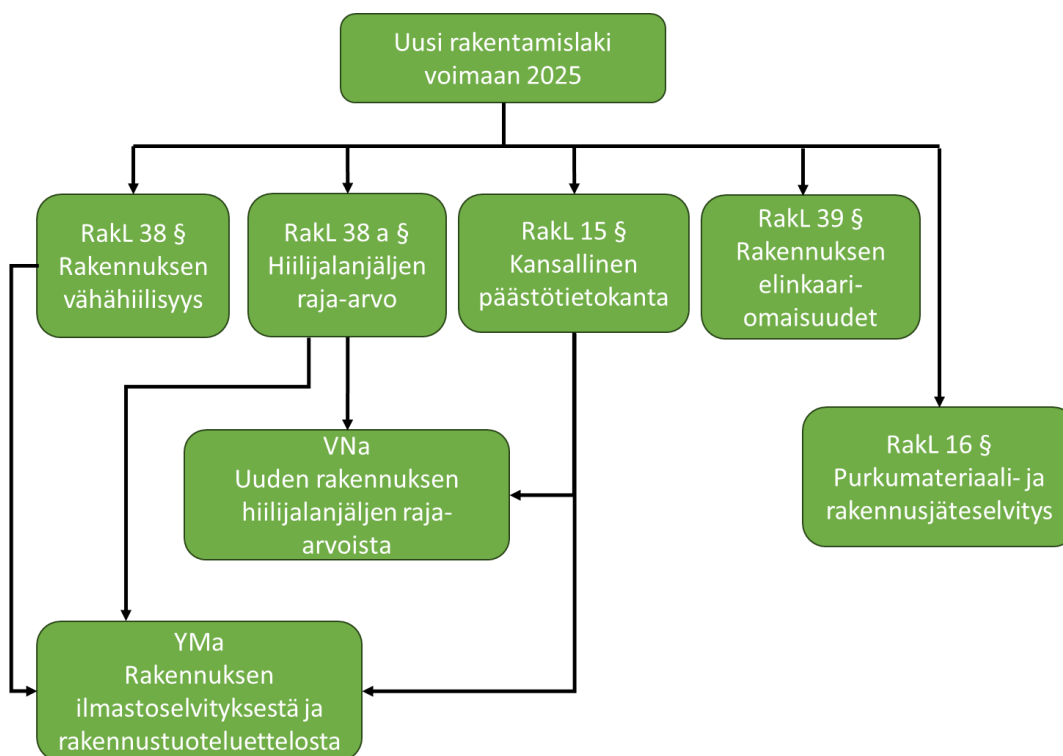 Uusi rakentamislaki
voimaan 2025
RakL 38 §
Rakennuksen
vähähiilisyys
RakL 38 a §
Hiilijalanjäljen
raja-arvo
RakL 15 §
Kansallinen
päästötietokanta
RakL 39 §
Rakennuksen
elinkaari-
omaisuudet
VNa
Uuden rakennuksen
hiilijalanjäljen raja-
arvoista
RakL 16 §
Purkumateriaali- ja
rakennusjäteselvitys
YMa
Rakennuksen
ilmastoselvityksestä ja
rakennustuoteluettelosta